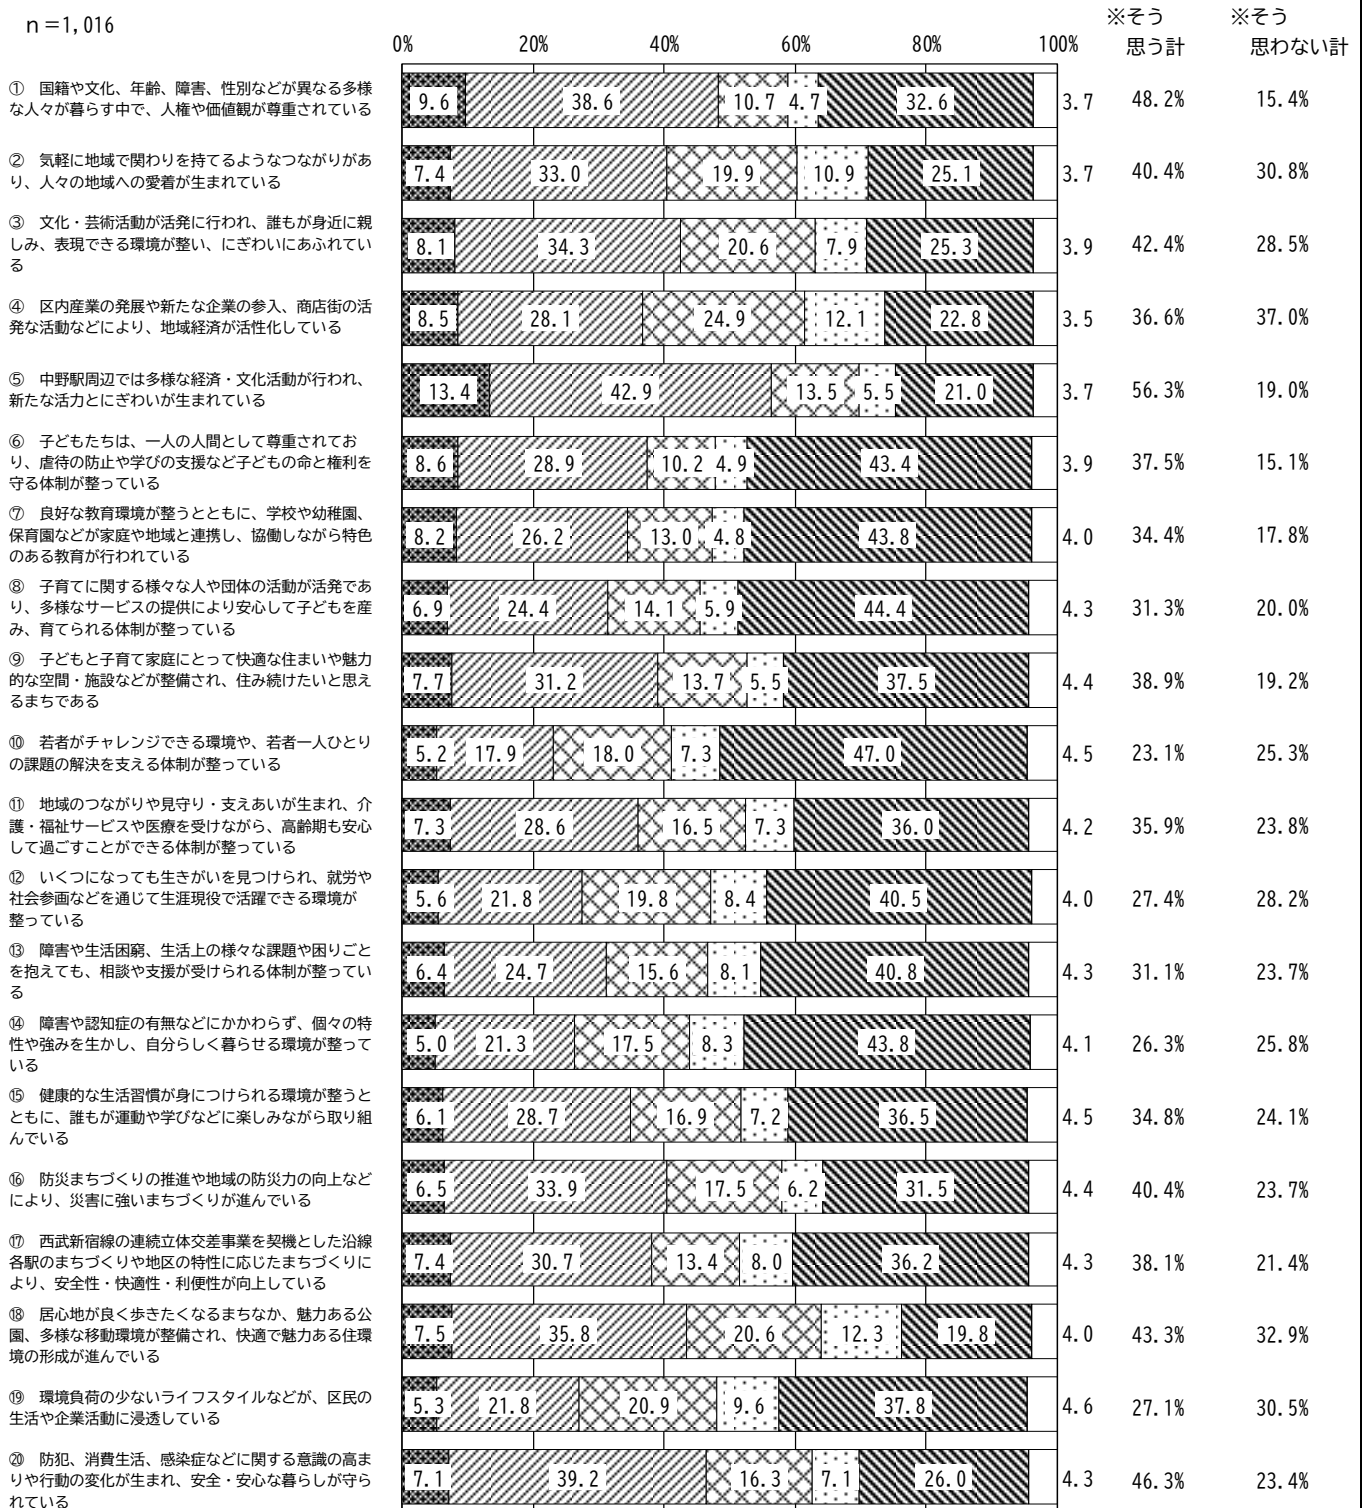 n=1,016
※そう ※そう
0% 20% 40% 60% 80% 100% 思う計 思わない計
① 国籍や文化、年齢、障害、性別などが異なる多様
な人々が暮らす中で、人権や価値観が尊重されている
9.6 38.6 10.7 4.7 32.6 3.7 48.2% 15.4%
② 気軽に地域で関わりを持てるようなつながりがあ
り、人々の地域への愛着が生まれている
7.4 33.0 19.9 10.9 25.1 3.7 40.4% 30.8%
③ 文化・芸術活動が活発に行われ、誰もが身近に親
しみ、表現できる環境が整い、にぎわいにあふれてい
る
8.1 34.3 20.6 7.9 25.3 3.9 42.4% 28.5%
④ 区内産業の発展や新たな企業の参入、商店街の活
発な活動などにより、地域経済が活性化している
8.5 28.1 24.9 12.1 22.8 3.5 36.6% 37.0%
⑤ 中野駅周辺では多様な経済・文化活動が行われ、
新たな活力とにぎわいが生まれている
13.4 42.9 13.5 5.5 21.0 3.7 56.3% 19.0%
⑥ 子どもたちは、一人の人間として尊重されてお
り、虐待の防止や学びの支援など子どもの命と権利を
守る体制が整っている
8.6 28.9 10.2 4.9 43.4 3.9 37.5% 15.1%
⑦ 良好な教育環境が整うとともに、学校や幼稚園、
保育園などが家庭や地域と連携し、協働しながら特色
のある教育が行われている
8.2 26.2 13.0 4.8 43.8 4.0 34.4% 17.8%
⑧ 子育てに関する様々な人や団体の活動が活発であ
り、多様なサービスの提供により安心して子どもを産
み、育てられる体制が整っている
6.9 24.4 14.1 5.9 44.4 4.3 31.3% 20.0%
⑨ 子どもと子育て家庭にとって快適な住まいや魅力
的な空間・施設などが整備され、住み続けたいと思え
るまちである
7.7 31.2 13.7 5.5 37.5 4.4 38.9% 19.2%
⑩ 若者がチャレンジできる環境や、若者一人ひとり
の課題の解決を支える体制が整っている
5.2 17.9 18.0 7.3 47.0 4.5 23.1% 25.3%
⑪ 地域のつながりや見守り・支えあいが生まれ、介
護・福祉サービスや医療を受けながら、高齢期も安心
して過ごすことができる体制が整っている
7.3 28.6 16.5 7.3 36.0 4.2 35.9% 23.8%
⑫ いくつになっても生きがいを見つけられ、就労や
社会参画などを通じて生涯現役で活躍できる環境が
整っている
5.6 21.8 19.8 8.4 40.5 4.0 27.4% 28.2%
⑬ 障害や生活困窮、生活上の様々な課題や困りごと
を抱えても、相談や支援が受けられる体制が整ってい
る
6.4 24.7 15.6 8.1 40.8 4.3 31.1% 23.7%
⑭ 障害や認知症の有無などにかかわらず、個々の特
性や強みを生かし、自分らしく暮らせる環境が整って
いる
5.0 21.3 17.5 8.3 43.8 4.1 26.3% 25.8%
⑮ 健康的な生活習慣が身につけられる環境が整うと
ともに、誰もが運動や学びなどに楽しみながら取り組
んでいる
6.1 28.7 16.9 7.2 36.5 4.5 34.8% 24.1%
⑯ 防災まちづくりの推進や地域の防災力の向上など
により、災害に強いまちづくりが進んでいる
6.5 33.9 17.5 6.2 31.5 4.4 40.4% 23.7%
⑰ 西武新宿線の連続立体交差事業を契機とした沿線
各駅のまちづくりや地区の特性に応じたまちづくりに
より、安全性・快適性・利便性が向上している
7.4 30.7 13.4 8.0 36.2 4.3 38.1% 21.4%
⑱ 居心地が良く歩きたくなるまちなか、魅力ある公
園、多様な移動環境が整備され、快適で魅力ある住環
境の形成が進んでいる
7.5 35.8 20.6 12.3 19.8 4.0 43.3% 32.9%
⑲ 環境負荷の少ないライフスタイルなどが、区民の
生活や企業活動に浸透している
5.3 21.8 20.9 9.6 37.8 4.6 27.1% 30.5%
⑳ 防犯、消費生活、感染症などに関する意識の高ま
りや行動の変化が生まれ、安全・安心な暮らしが守ら
れている
7.1 39.2 16.3 7.1 26.0 4.3 46.3% 23.4%